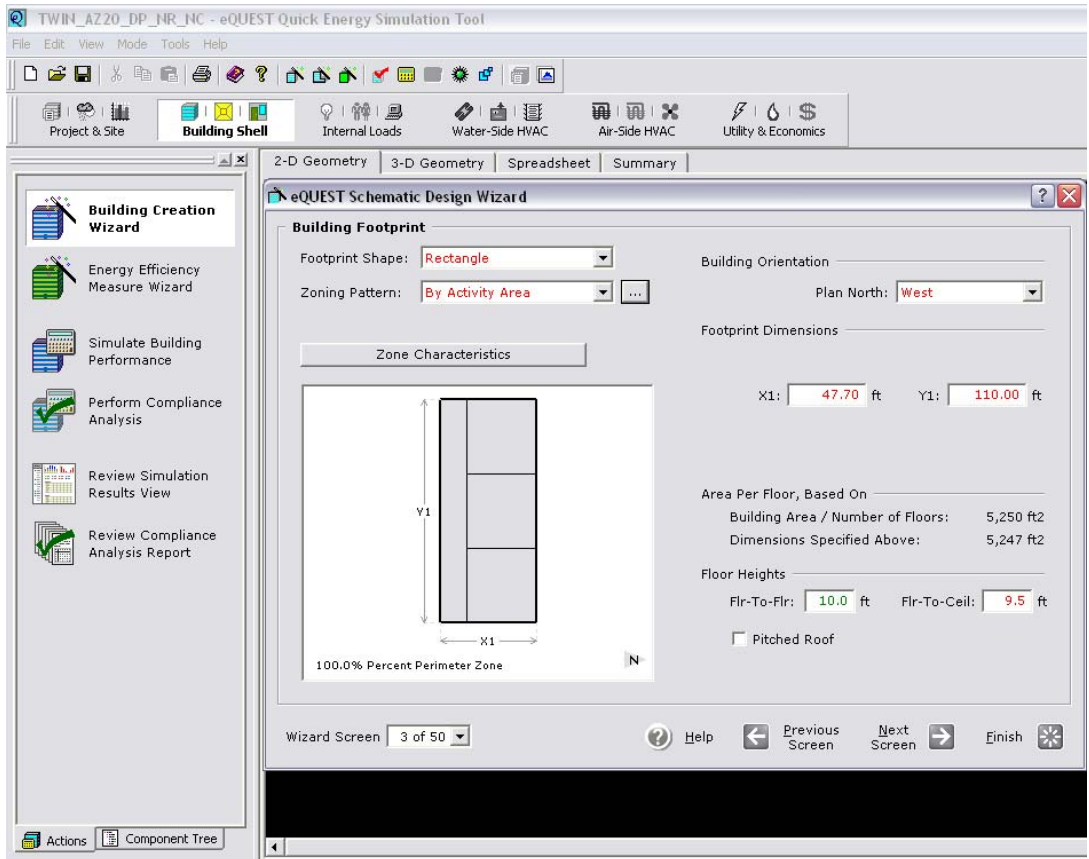 TWIN_AZ20_DP_NR_NC - eQUEST Quick Energy Simulation Tool
File Edit View Mode Tools Help
Project & Site Building Shell Internal Loads Water-Side HVAC Air-Side HVAC Utility & Economics
2-D Geometry 3-D Geometry Spreadsheet Summary
Building Creation
Wizard
Energy Efficiency
Measure Wizard
Simulate Building
Performance
Perform Compliance
Analysis
Review Simulation
Results View
Review Compliance
Analysis Report
Actions Component Tree
eQUEST Schematic Design Wizard
Building Footprint
Footprint Shape: Rectangle
Zoning Pattern: By Activity Area ...
Zone Characteristics
Y1
X1
100.0% Percent Perimeter Zone
N
Building Orientation
Plan North: West
Footprint Dimensions
X1: 47.70 ft Y1: 110.00 ft
Area Per Floor, Based On
Building Area / Number of Floors: 5,250 ft2
Dimensions Specified Above: 5,247 ft2
Floor Heights
Flr-To-Flr: 10.0 ft Flr-To-Ceil: 9.5 ft
Pitched Roof
Wizard Screen 3 of 50
Help
Previous
Screen
Next
Screen
Finish